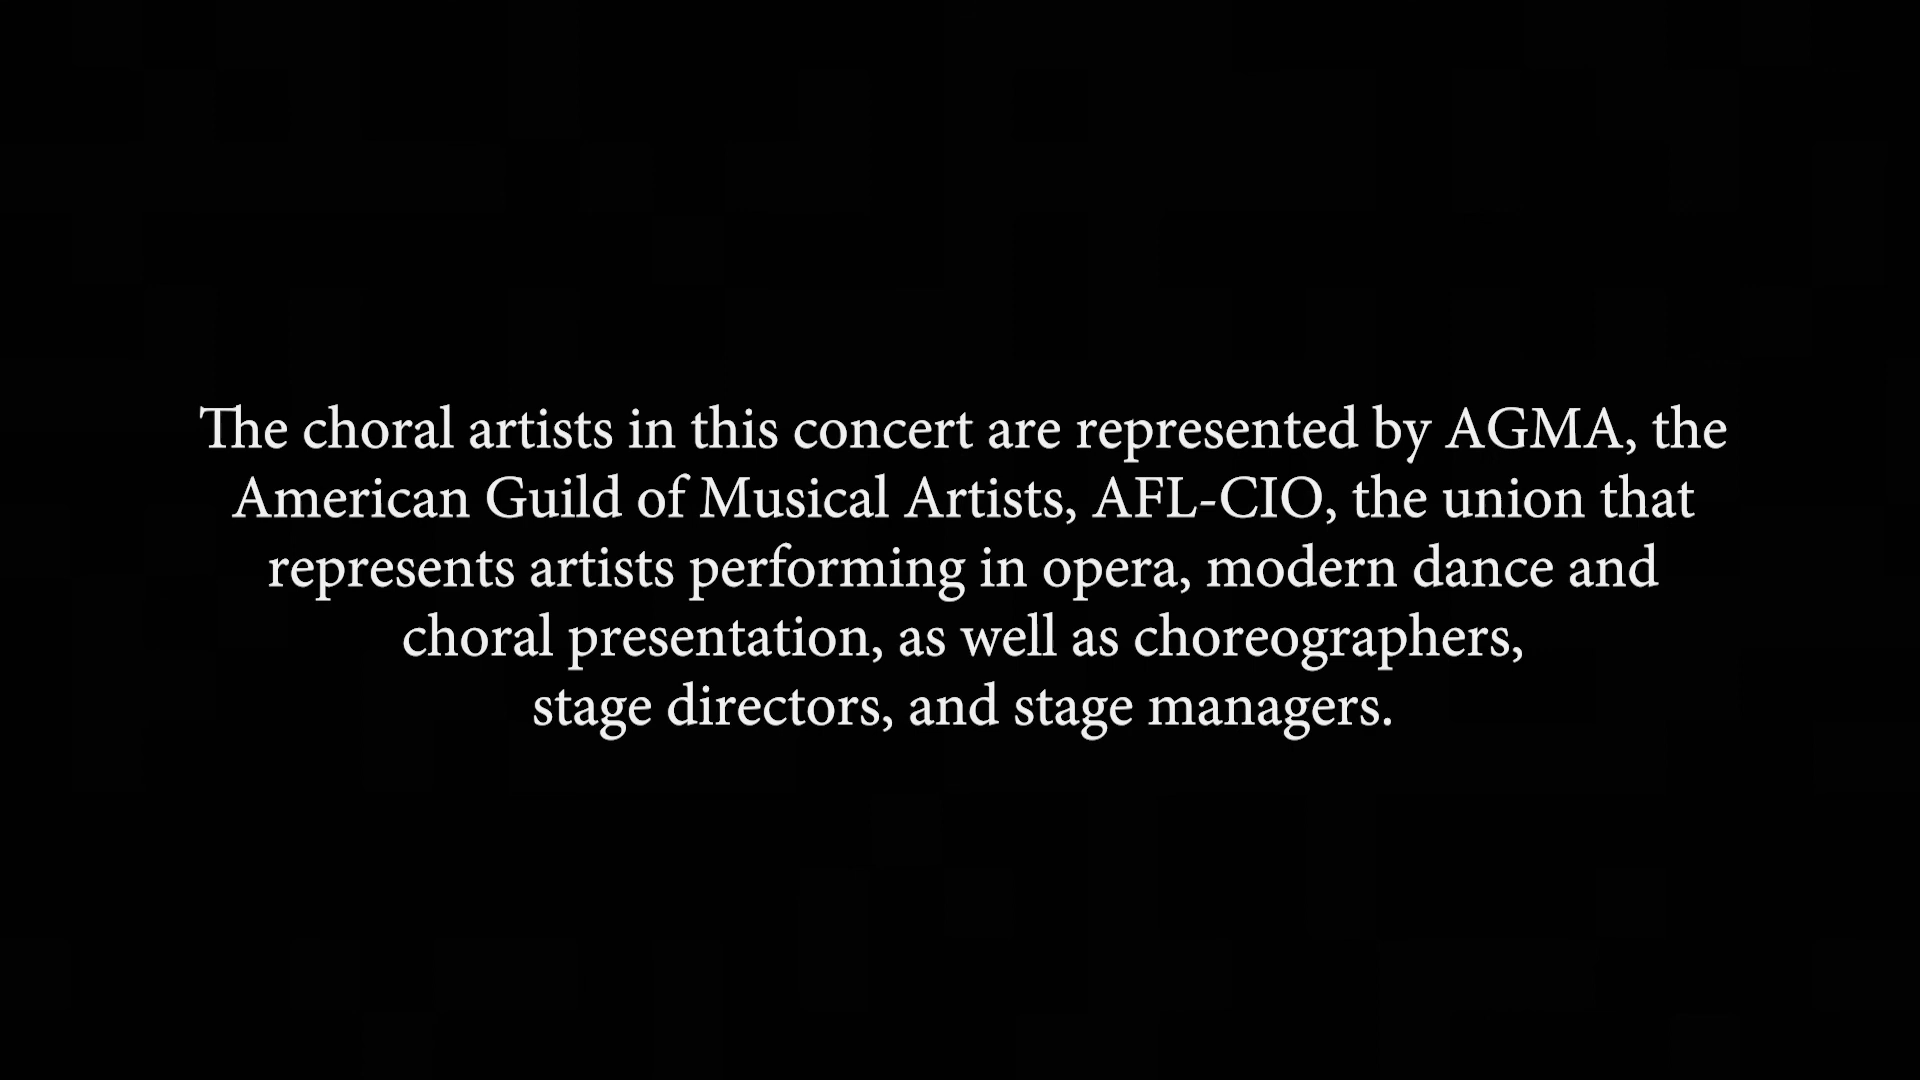 The choral artists in this concert are represented by AGMA, the
American Guild of Musical Artists, AFL-CIO, the union that
represents artists performing in opera, modern dance and
choral presentation, as well as choreographers,
stage directors, and stage managers.